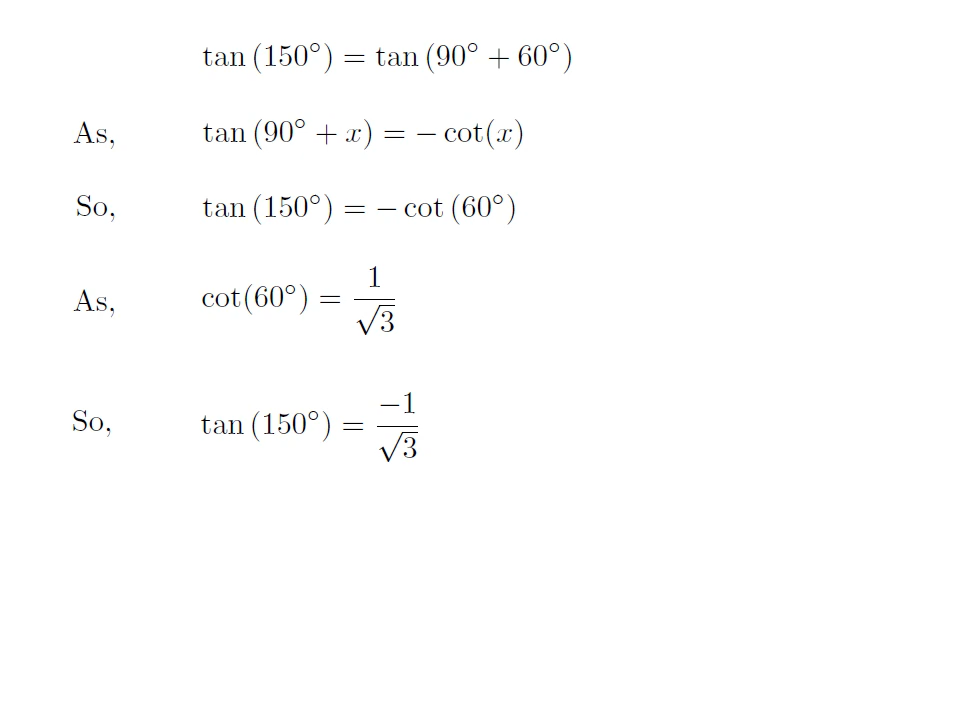 tan (150°) = tan (90° + 60°)
As, tan (90° + x) = − cot(x)
So, tan (150°) = − cot (60°)
As, cot(60°) = 1/√3
So, tan (150°) = −1/√3